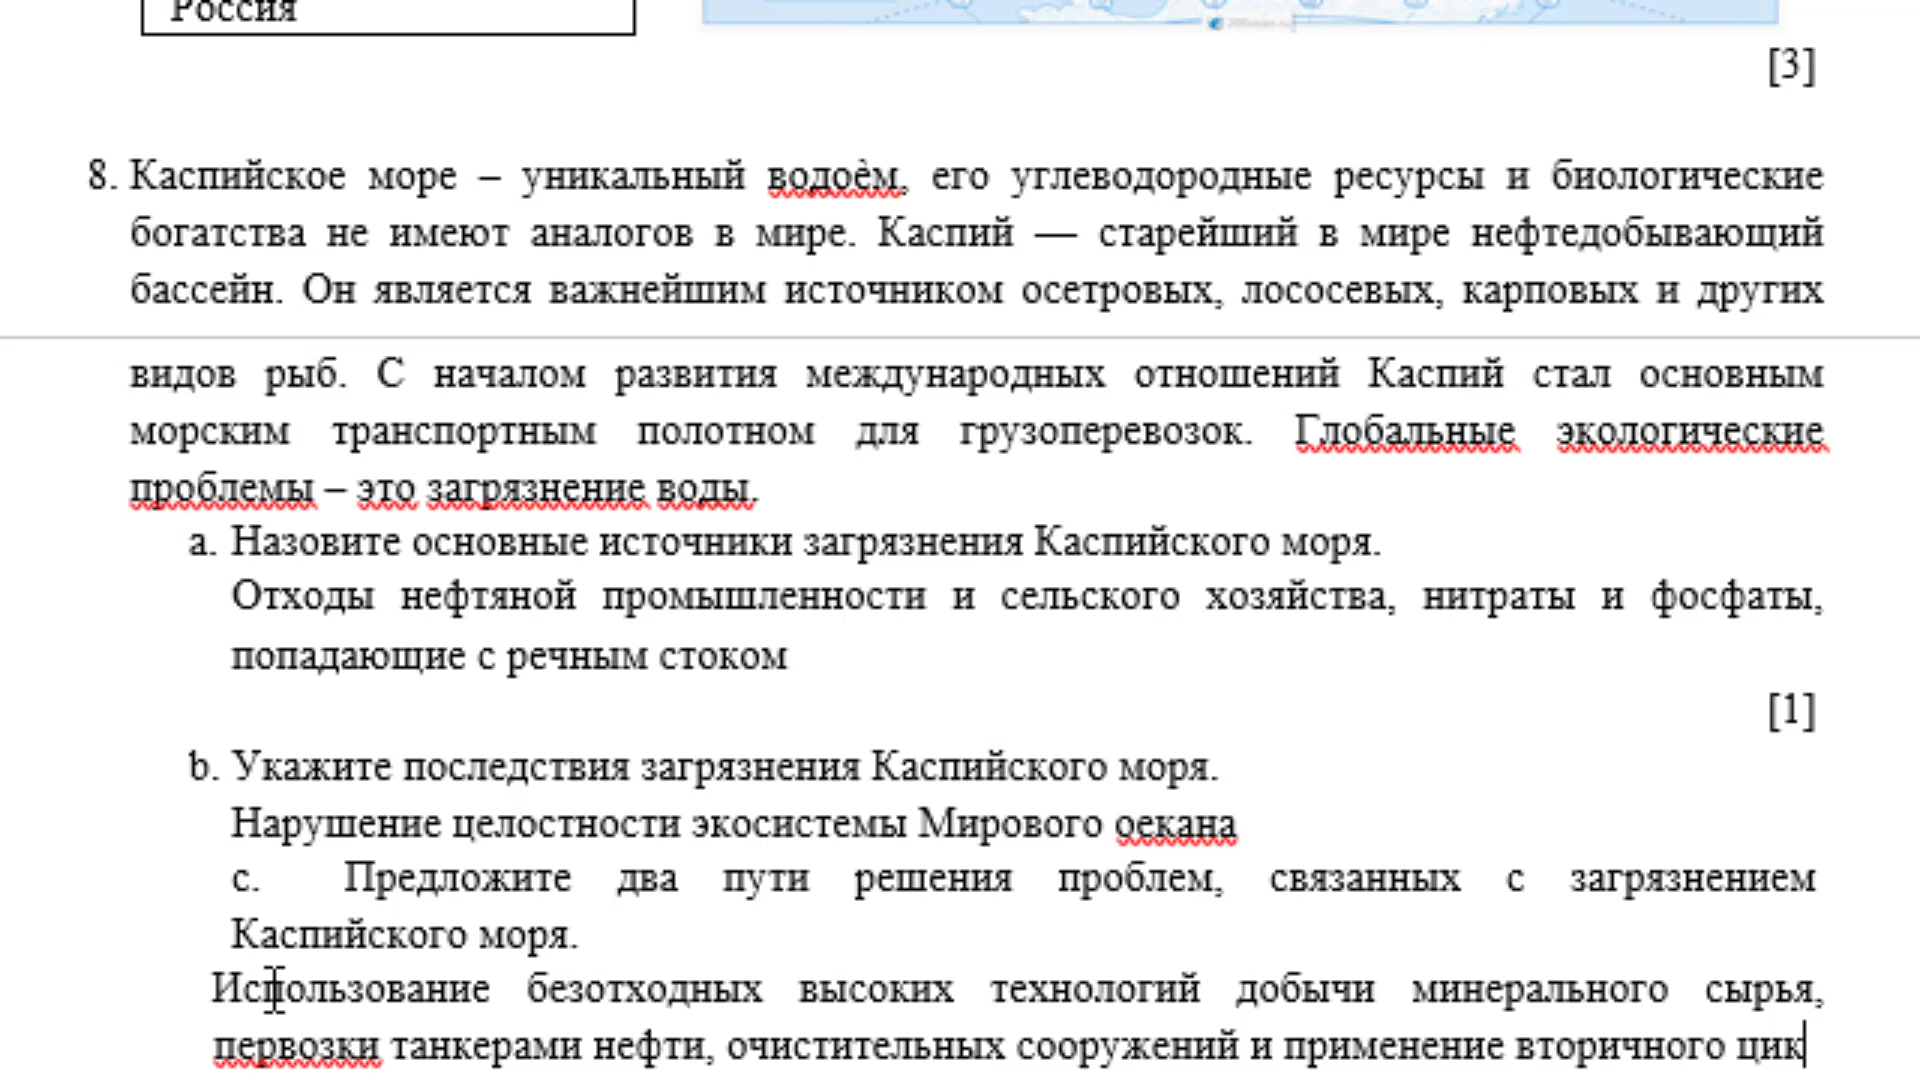 Россия
[3]
8. Каспийское море – уникальный водоѐм, его углеводородные ресурсы и биологические
богатства не имеют аналогов в мире. Каспий — старейший в мире нефтедобывающий
бассейн. Он является важнейшим источником осетровых, лососевых, карповых и других
видов рыб. С началом развития международных отношений Каспий стал основным
морским транспортным полотном для грузоперевозок. Глобальные экологические
проблемы – это загрязнение воды.
a. Назовите основные источники загрязнения Каспийского моря.
Отходы нефтяной промышленности и сельского хозяйства, нитраты и фосфаты,
попадающие с речным стоком
[1]
b. Укажите последствия загрязнения Каспийского моря.
Нарушение целостности экосистемы Мирового оекана
c. Предложите два пути решения проблем, связанных с загрязнением
Каспийского моря.
Использование безотходных высоких технологий добычи минерального сырья,
первозки танкерами нефти, очистительных сооружений и применение вторичного цик